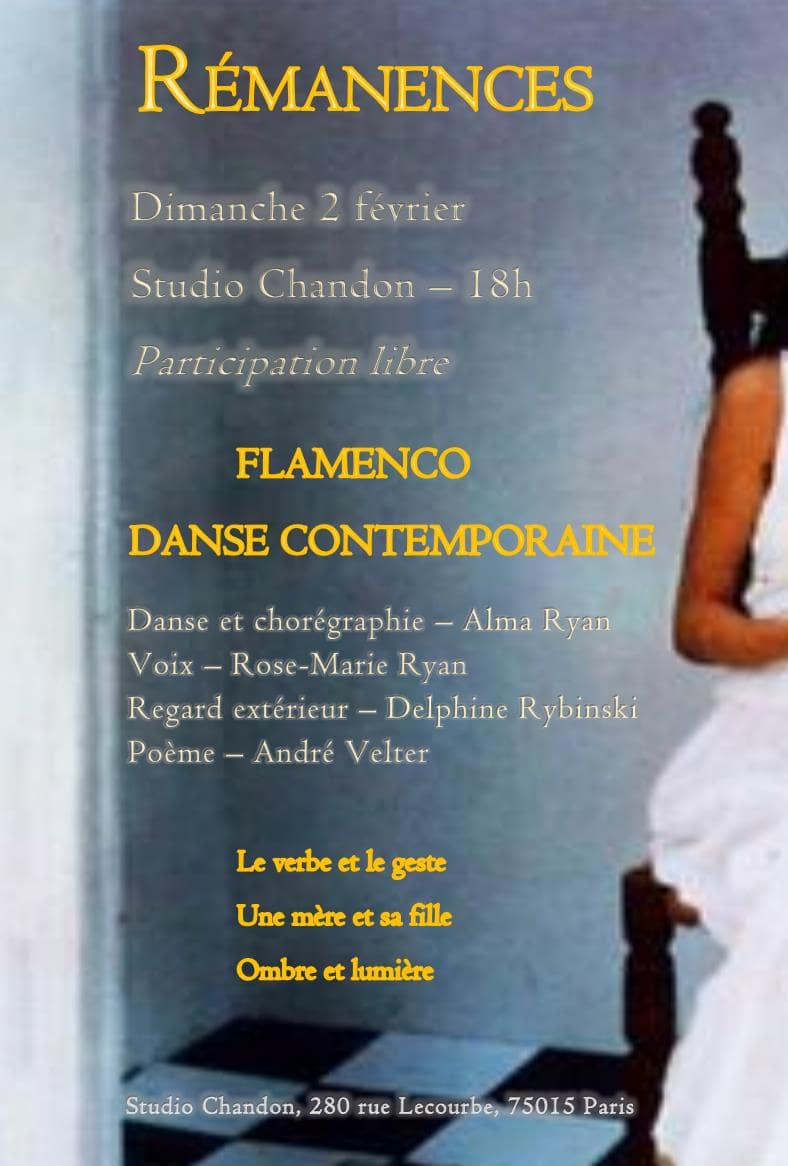 RÉMANENCES
Dimanche 2 février
Studio Chandon – 18h
Participation libre
FLAMENCO
DANSE CONTEMPORAINE
Danse et chorégraphie – Alma Ryan
Voix – Rose-Marie Ryan
Regard extérieur – Delphine Rybinski
Poème – André Velter
Le verbe et le geste
Une mère et sa fille
Ombre et lumière
Studio Chandon, 280 rue Lecourbe, 75015 Paris